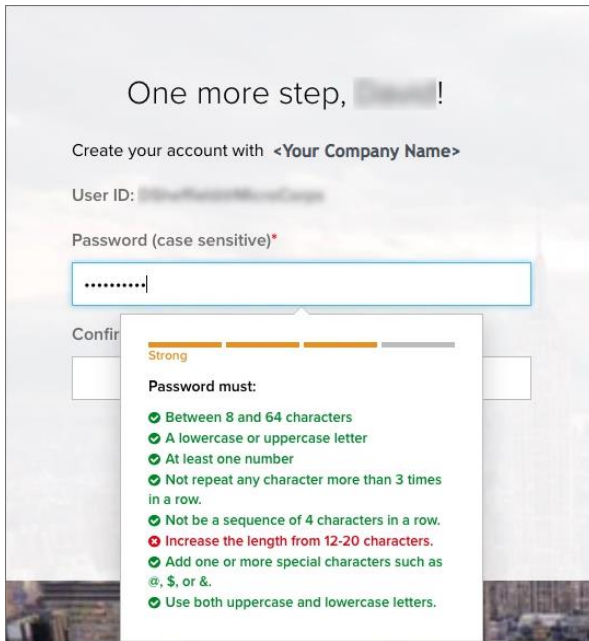 One more step, !
Create your account with <Your Company Name>
User ID:
Password (case sensitive)*
••••••••••
Confir
Strong
Password must:
Between 8 and 64 characters
A lowercase or uppercase letter
At least one number
Not repeat any character more than 3 times
in a row.
Not be a sequence of 4 characters in a row.
Increase the length from 12-20 characters.
Add one or more special characters such as
@, $, or &.
Use both uppercase and lowercase letters.